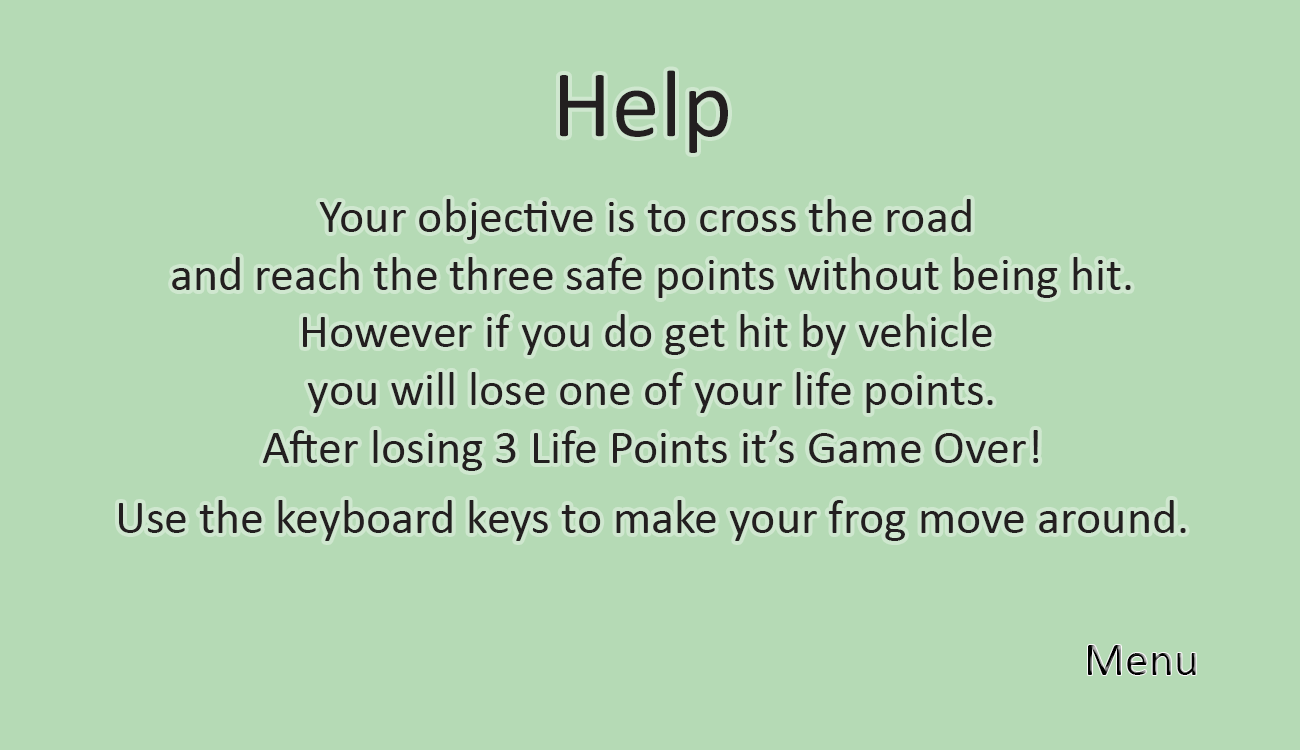 Help
Your objective is to cross the road
and reach the three safe points without being hit.
However if you do get hit by vehicle
you will lose one of your life points.
After losing 3 Life Points it’s Game Over!
Use the keyboard keys to make your frog move around.
Menu